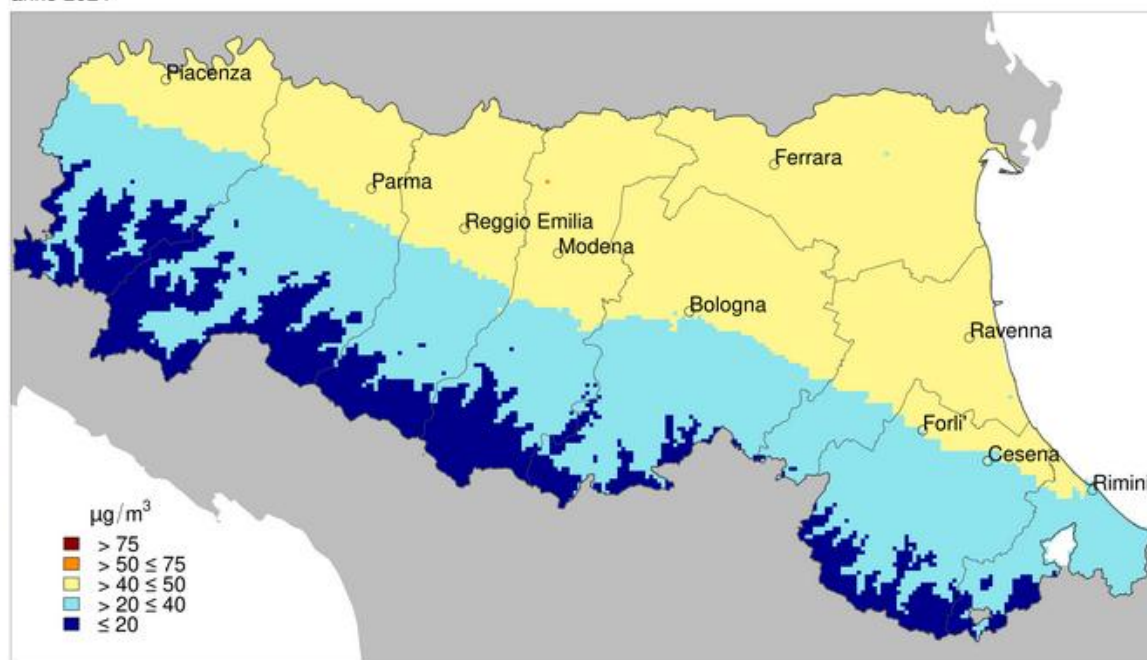 Piacenza
Ferrara
Parma
Reggio Emilia
Modena
Bologna
Ravenna
Forli'
Cesena
Rimini
µg/m³
> 75
> 50 ≤ 75
> 40 ≤ 50
> 20 ≤ 40
≤ 20